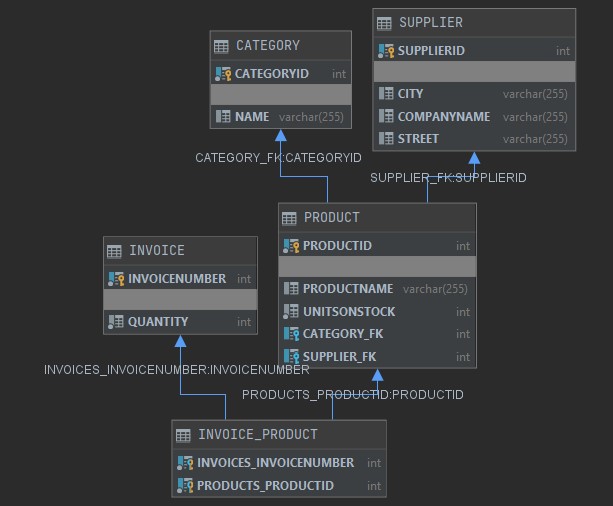 SUPPLIER
SUPPLIERID int
CITY varchar(255)
COMPANYNAME varchar(255)
STREET varchar(255)
CATEGORY
CATEGORYID int
NAME varchar(255)
CATEGORY_FK:CATEGORYID
SUPPLIER_FK:SUPPLIERID
PRODUCT
PRODUCTID int
PRODUCTNAME varchar(255)
UNITSONSTOCK int
CATEGORY_FK int
SUPPLIER_FK int
INVOICE
INVOICENUMBER int
QUANTITY int
INVOICES_INVOICENUMBER:INVOICENUMBER
PRODUCTS_PRODUCTID:PRODUCTID
INVOICE_PRODUCT
INVOICES_INVOICENUMBER int
PRODUCTS_PRODUCTID int